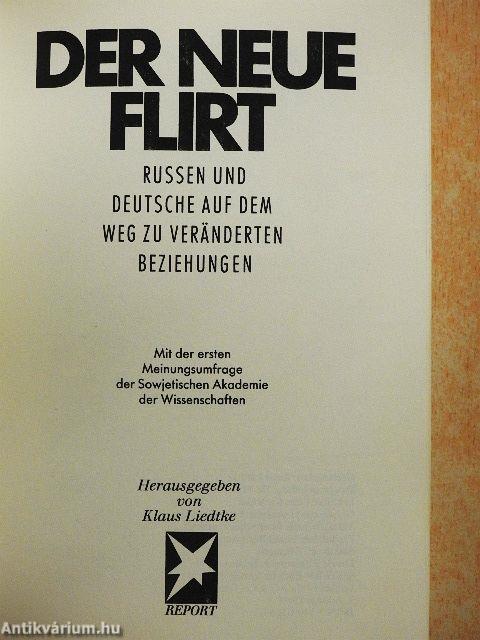 DER NEUE
FLIRT
RUSSEN UND
DEUTSCHE AUF DEM
WEG ZU VERÄNDERTEN
BEZIEHUNGEN
Mit der ersten
Meinungsumfrage
der Sowjetischen Akademie
der Wissenschaften
Herausgegeben
von
Klaus Liedtke
REPORT
Antikvárium.hu